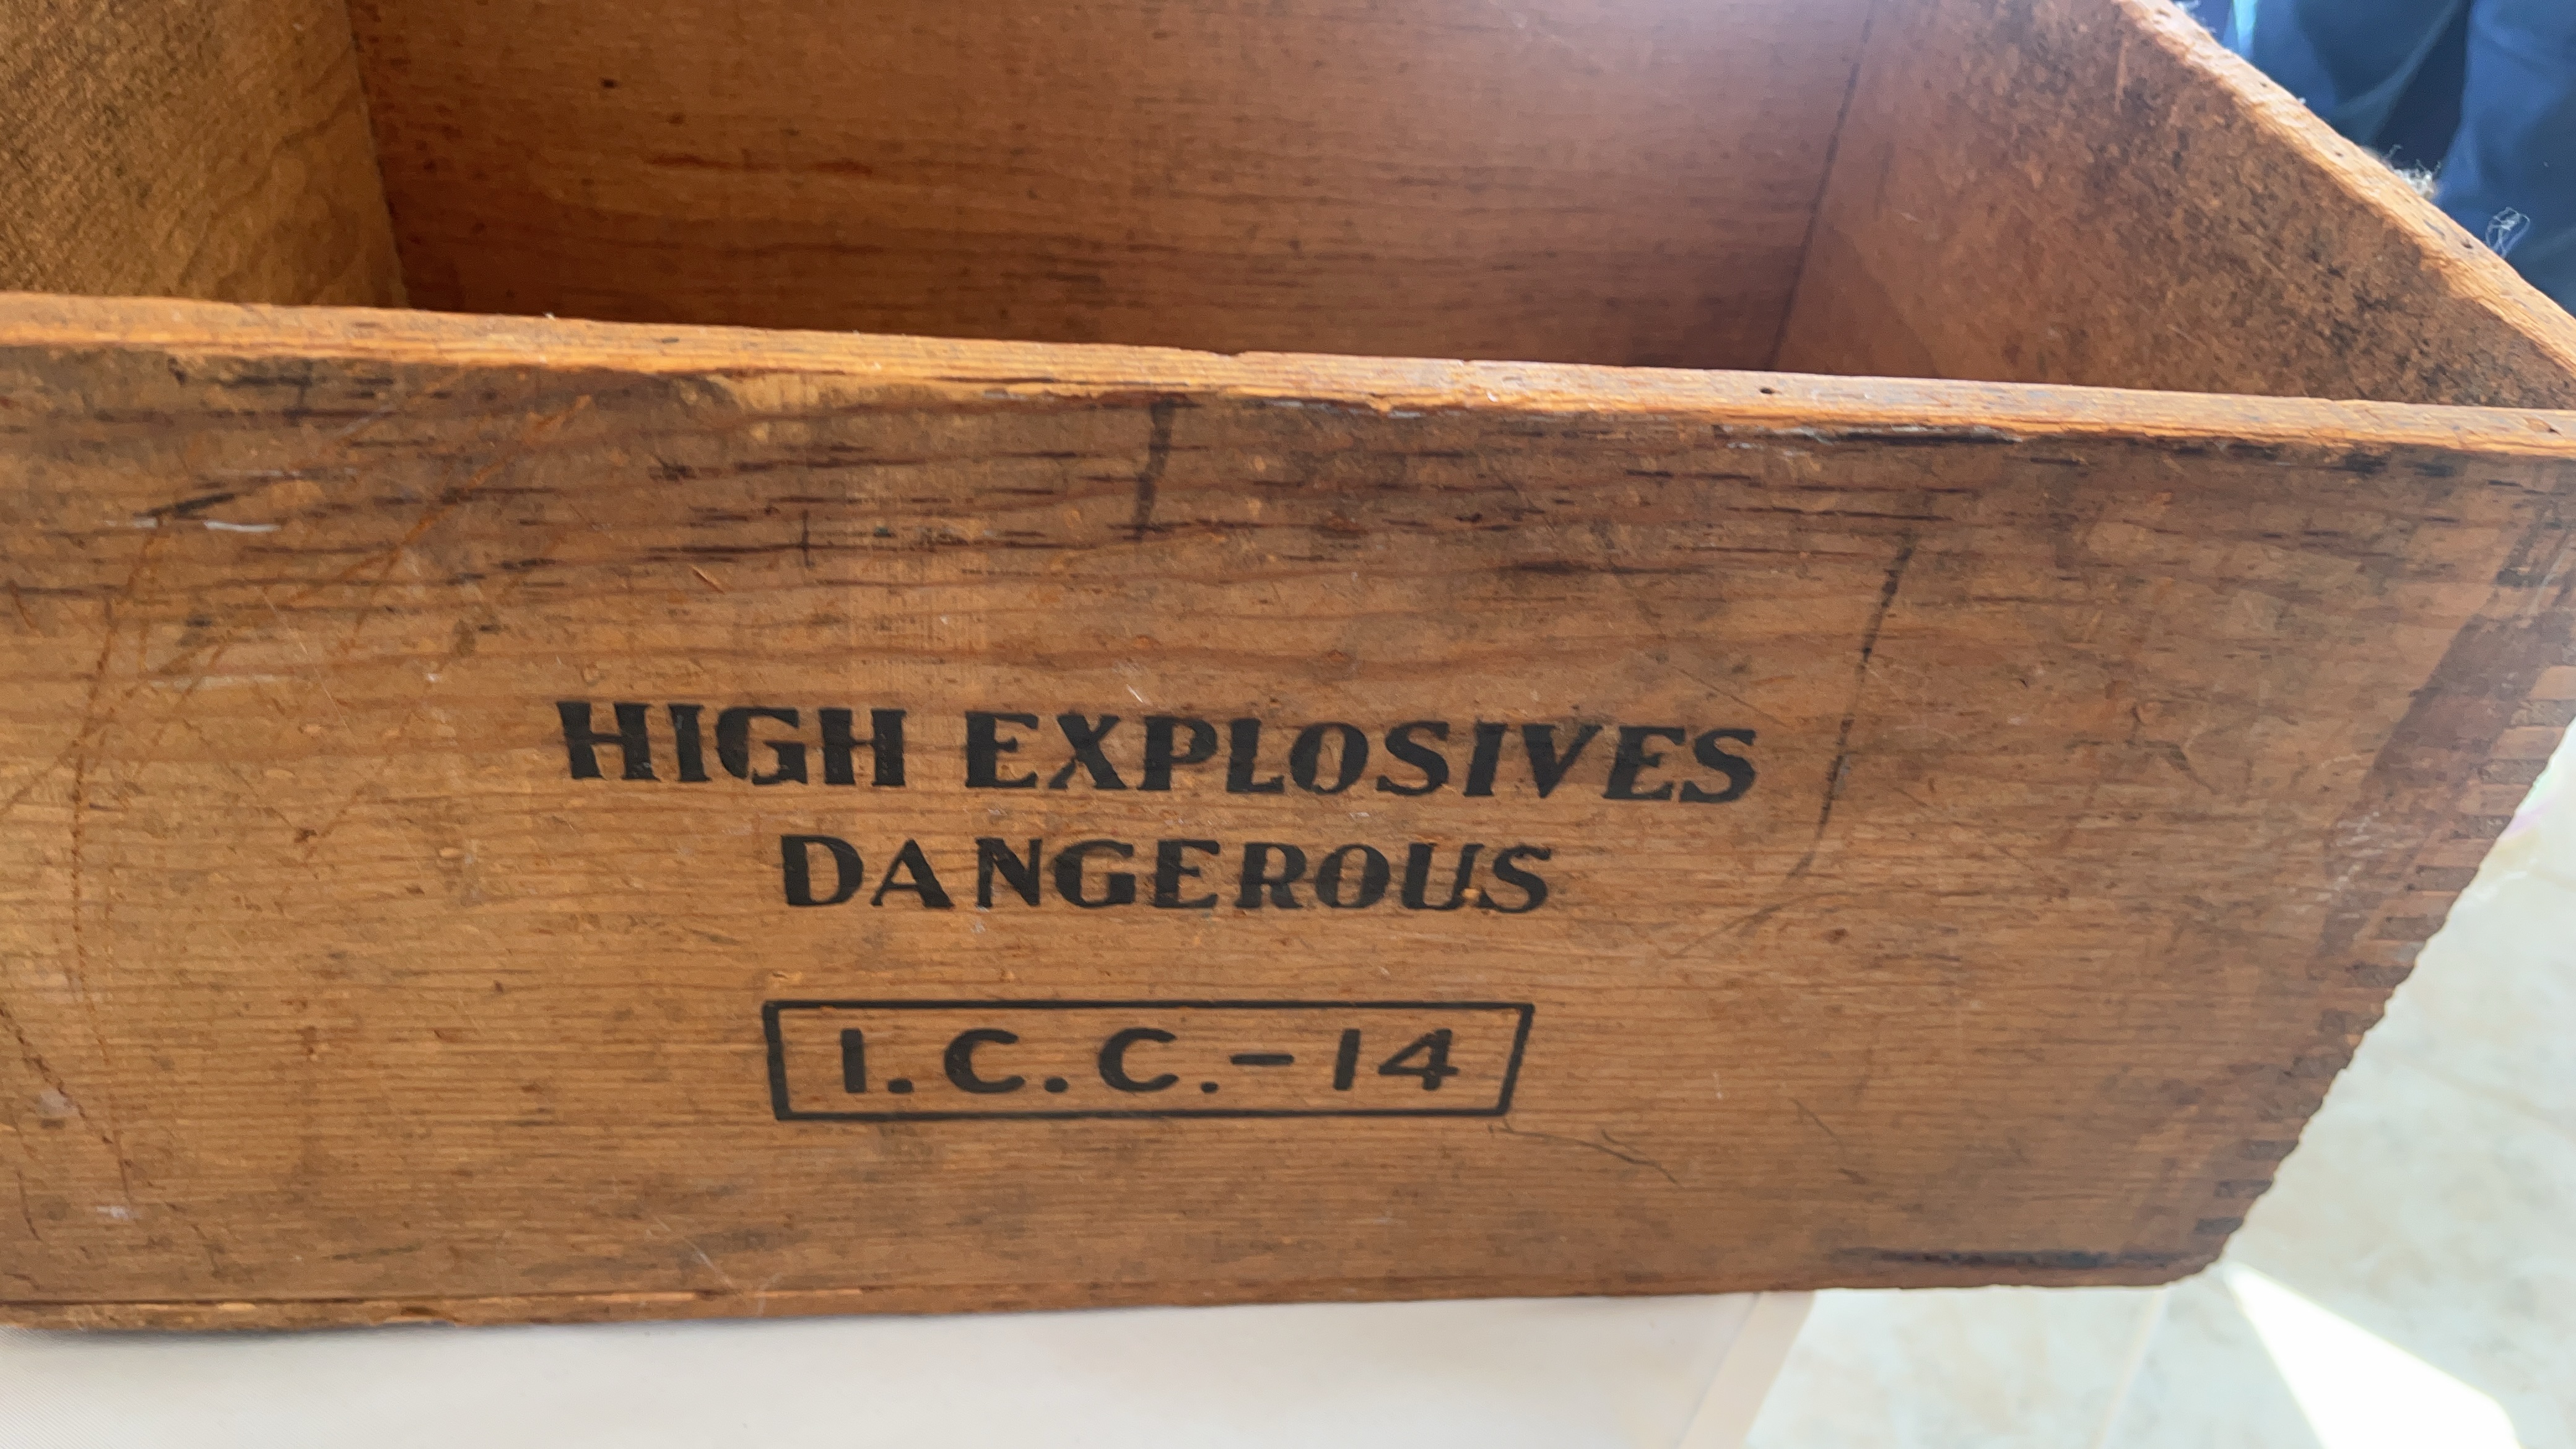 HIGH EXPLOSIVES
DANGEROUS
I.C.C.-14